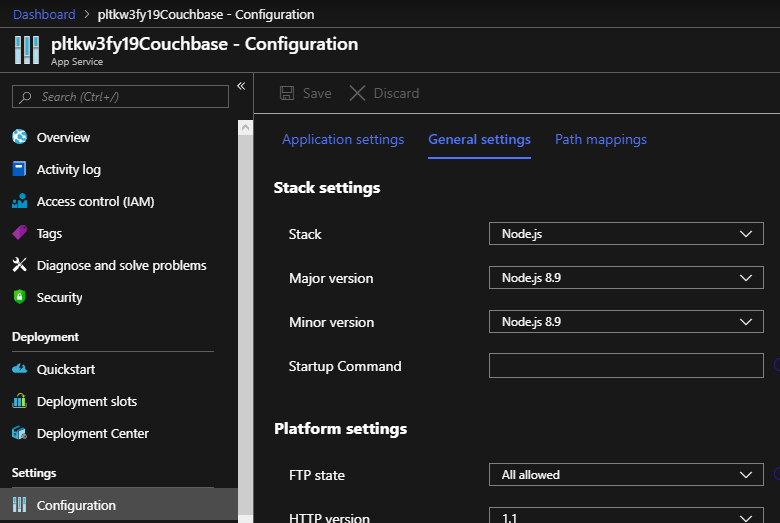 Dashboard > pltkw3fy19Couchbase - Configuration
pltkw3fy19Couchbase - Configuration
App Service
Search (Ctrl+/)
«
Overview
Activity log
Access control (IAM)
Tags
Diagnose and solve problems
Security
Deployment
Quickstart
Deployment slots
Deployment Center
Settings
Configuration
Save
Discard
Application settings
General settings
Path mappings
Stack settings
Stack
Node.js
Major version
Node.js 8.9
Minor version
Node.js 8.9
Startup Command
Platform settings
FTP state
All allowed
HTTP version
1.1